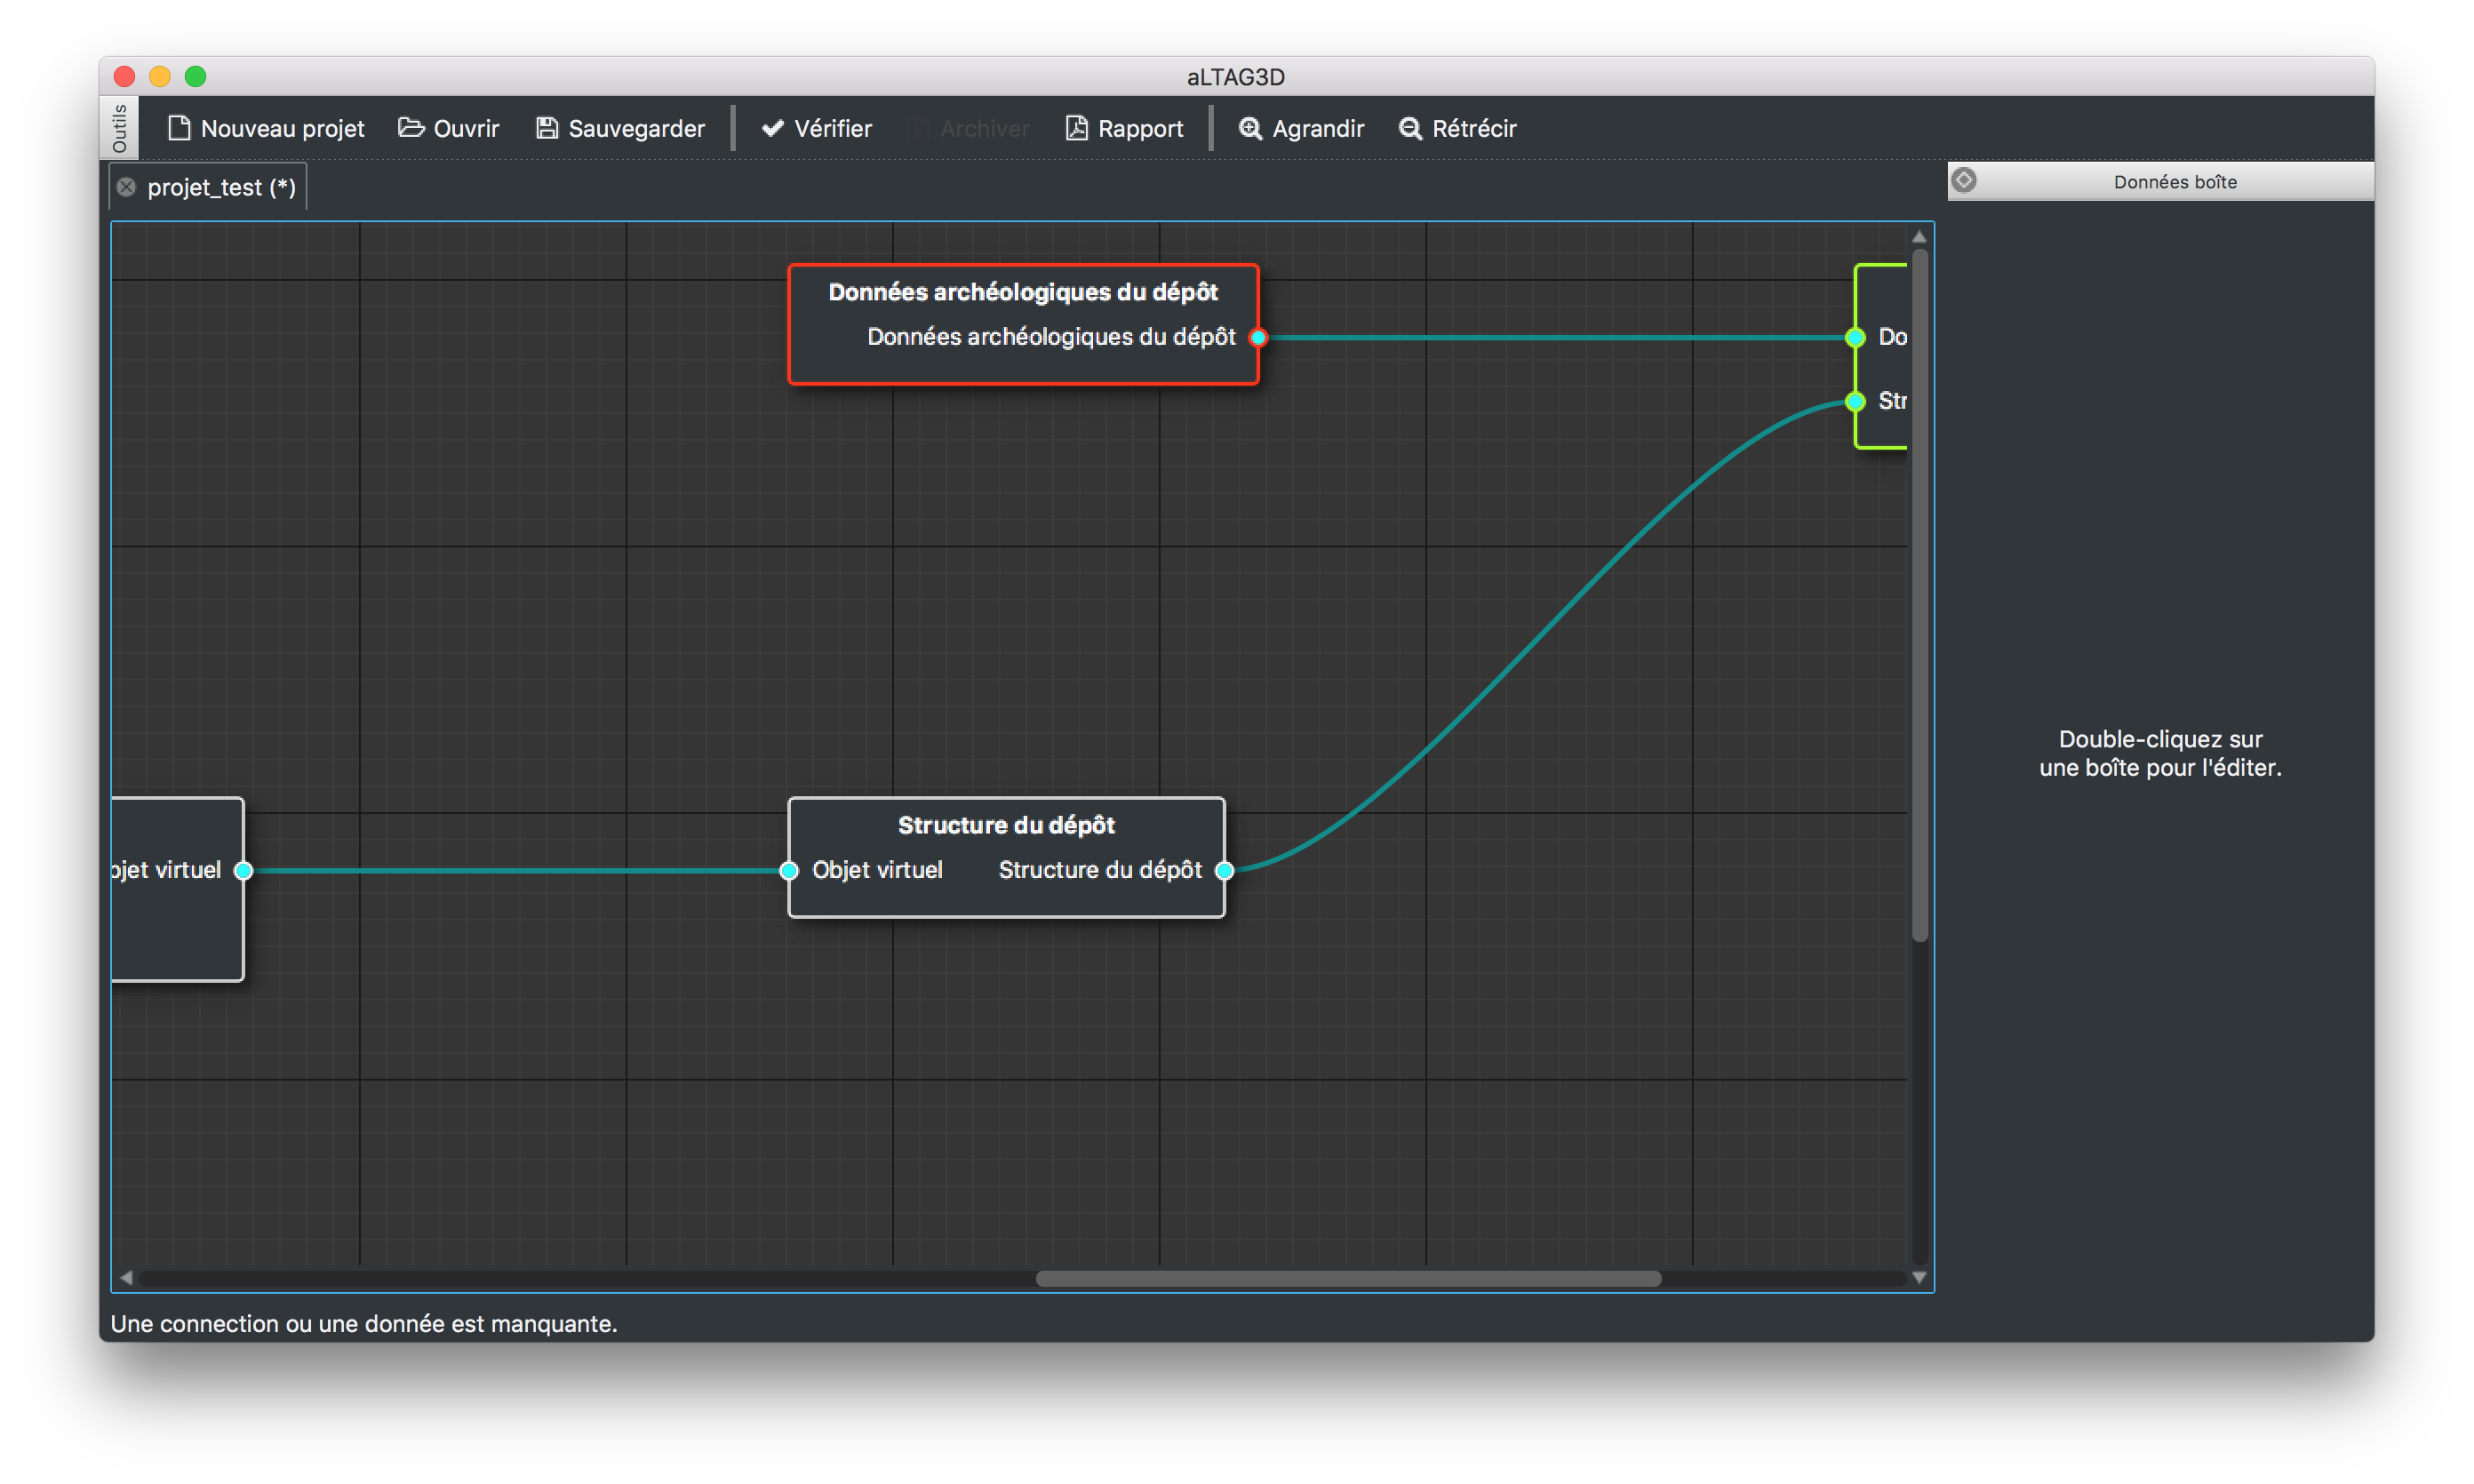 aLTAG3D
Outils
Nouveau projet Ouvrir Sauvegarder Vérifier Archiver Rapport Agrandir Rétrécir
projet_test (*)
Données boîte
Données archéologiques du dépôt
Données archéologiques du dépôt
Do
Str
Double-cliquez sur
une boîte pour l'éditer.
Structure du dépôt
bjet virtuel
Objet virtuel Structure du dépôt
Une connection ou une donnée est manquante.